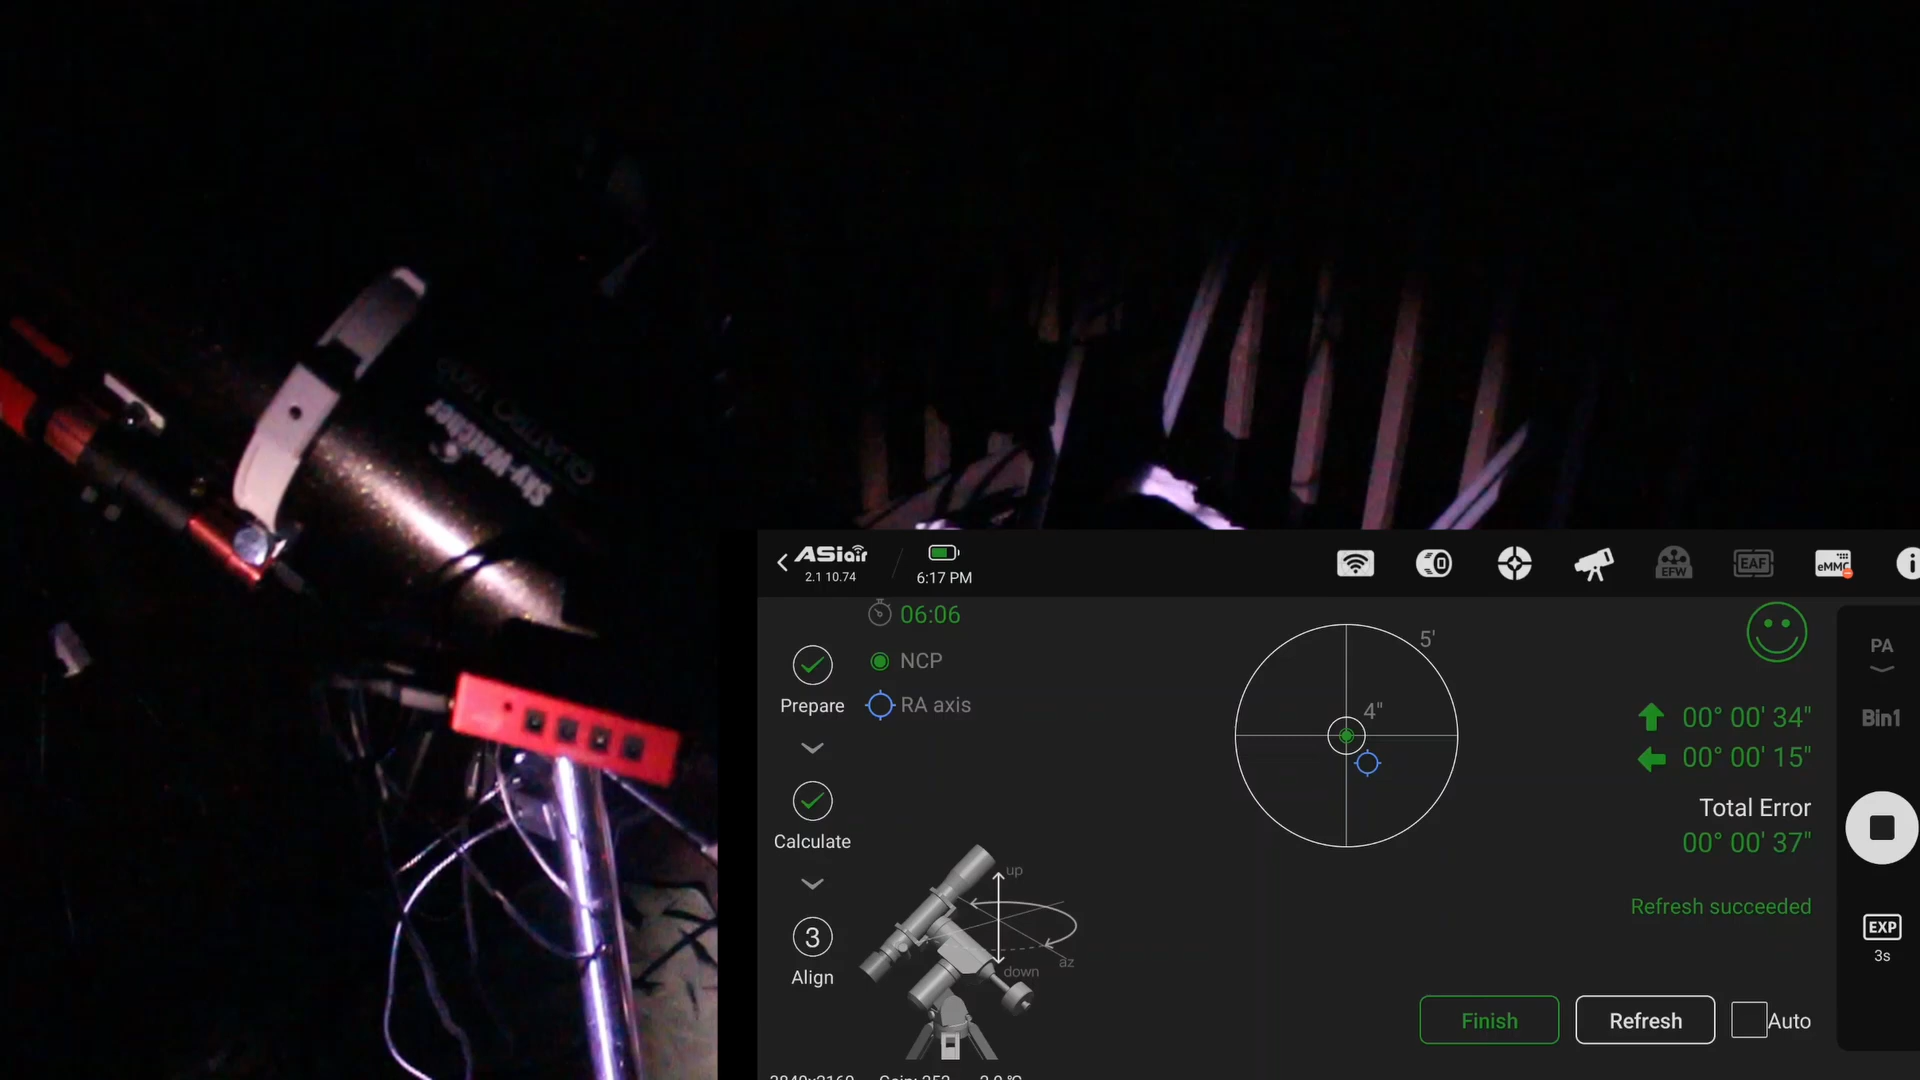 Sky-Watcher
QUATTRO
ASiair
2.1 10.74
6:17 PM
EFW
EAF
eMMC
i
06:06
NCP
RA axis
Prepare
Calculate
3
Align
up
down
az
5'
4"
00° 00' 34"
00° 00' 15"
Total Error
00° 00' 37"
Refresh succeeded
Finish
Refresh
Auto
PA
Bin1
EXP
3s